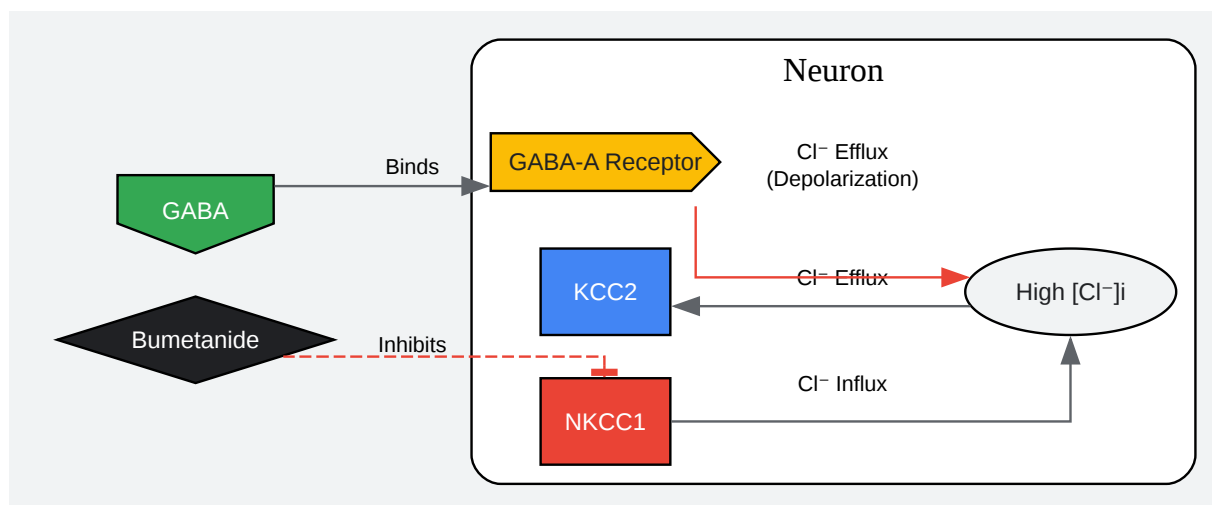 Neuron
Binds
GABA-A Receptor
Cl⁻ Efflux
(Depolarization)
GABA
KCC2
Cl⁻ Efflux
High [Cl⁻]i
Bumetanide
Inhibits
NKCC1
Cl⁻ Influx